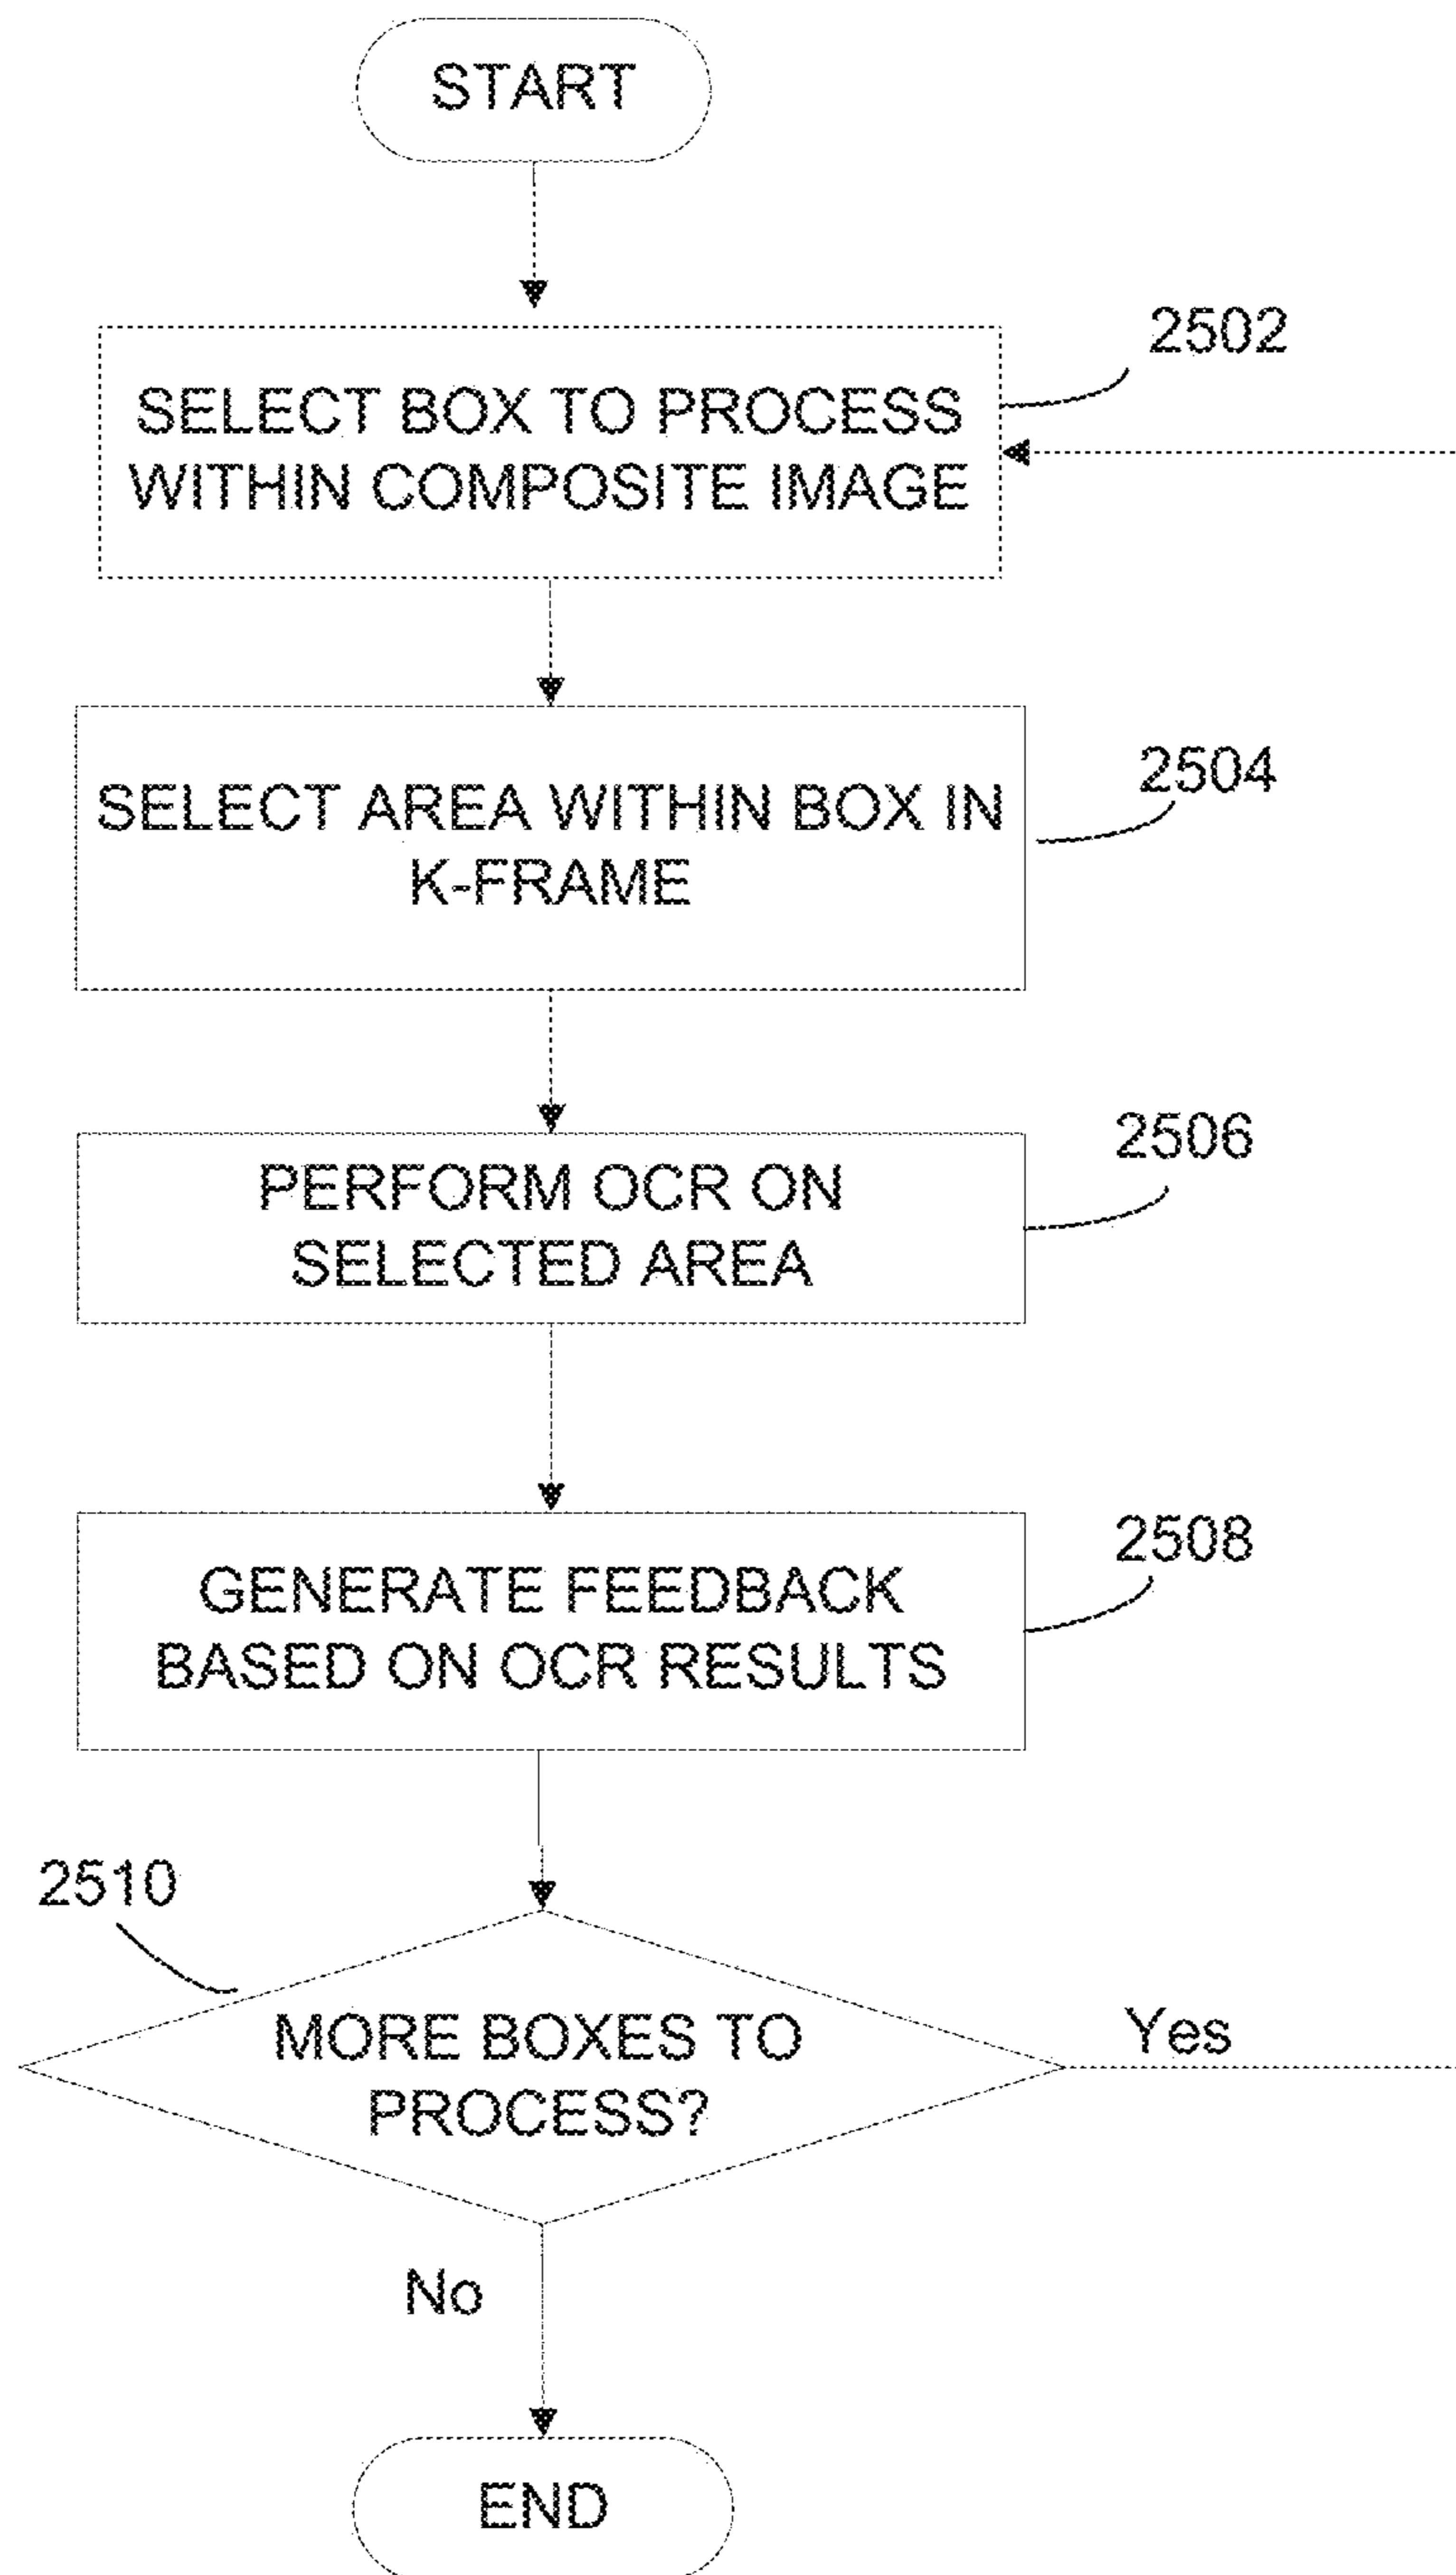 START
2502
SELECT BOX TO PROCESS
WITHIN COMPOSITE IMAGE
2504
SELECT AREA WITHIN BOX IN
K-FRAME
2506
PERFORM OCR ON
SELECTED AREA
2508
GENERATE FEEDBACK
BASED ON OCR RESULTS
2510
MORE BOXES TO
PROCESS?
Yes
No
END